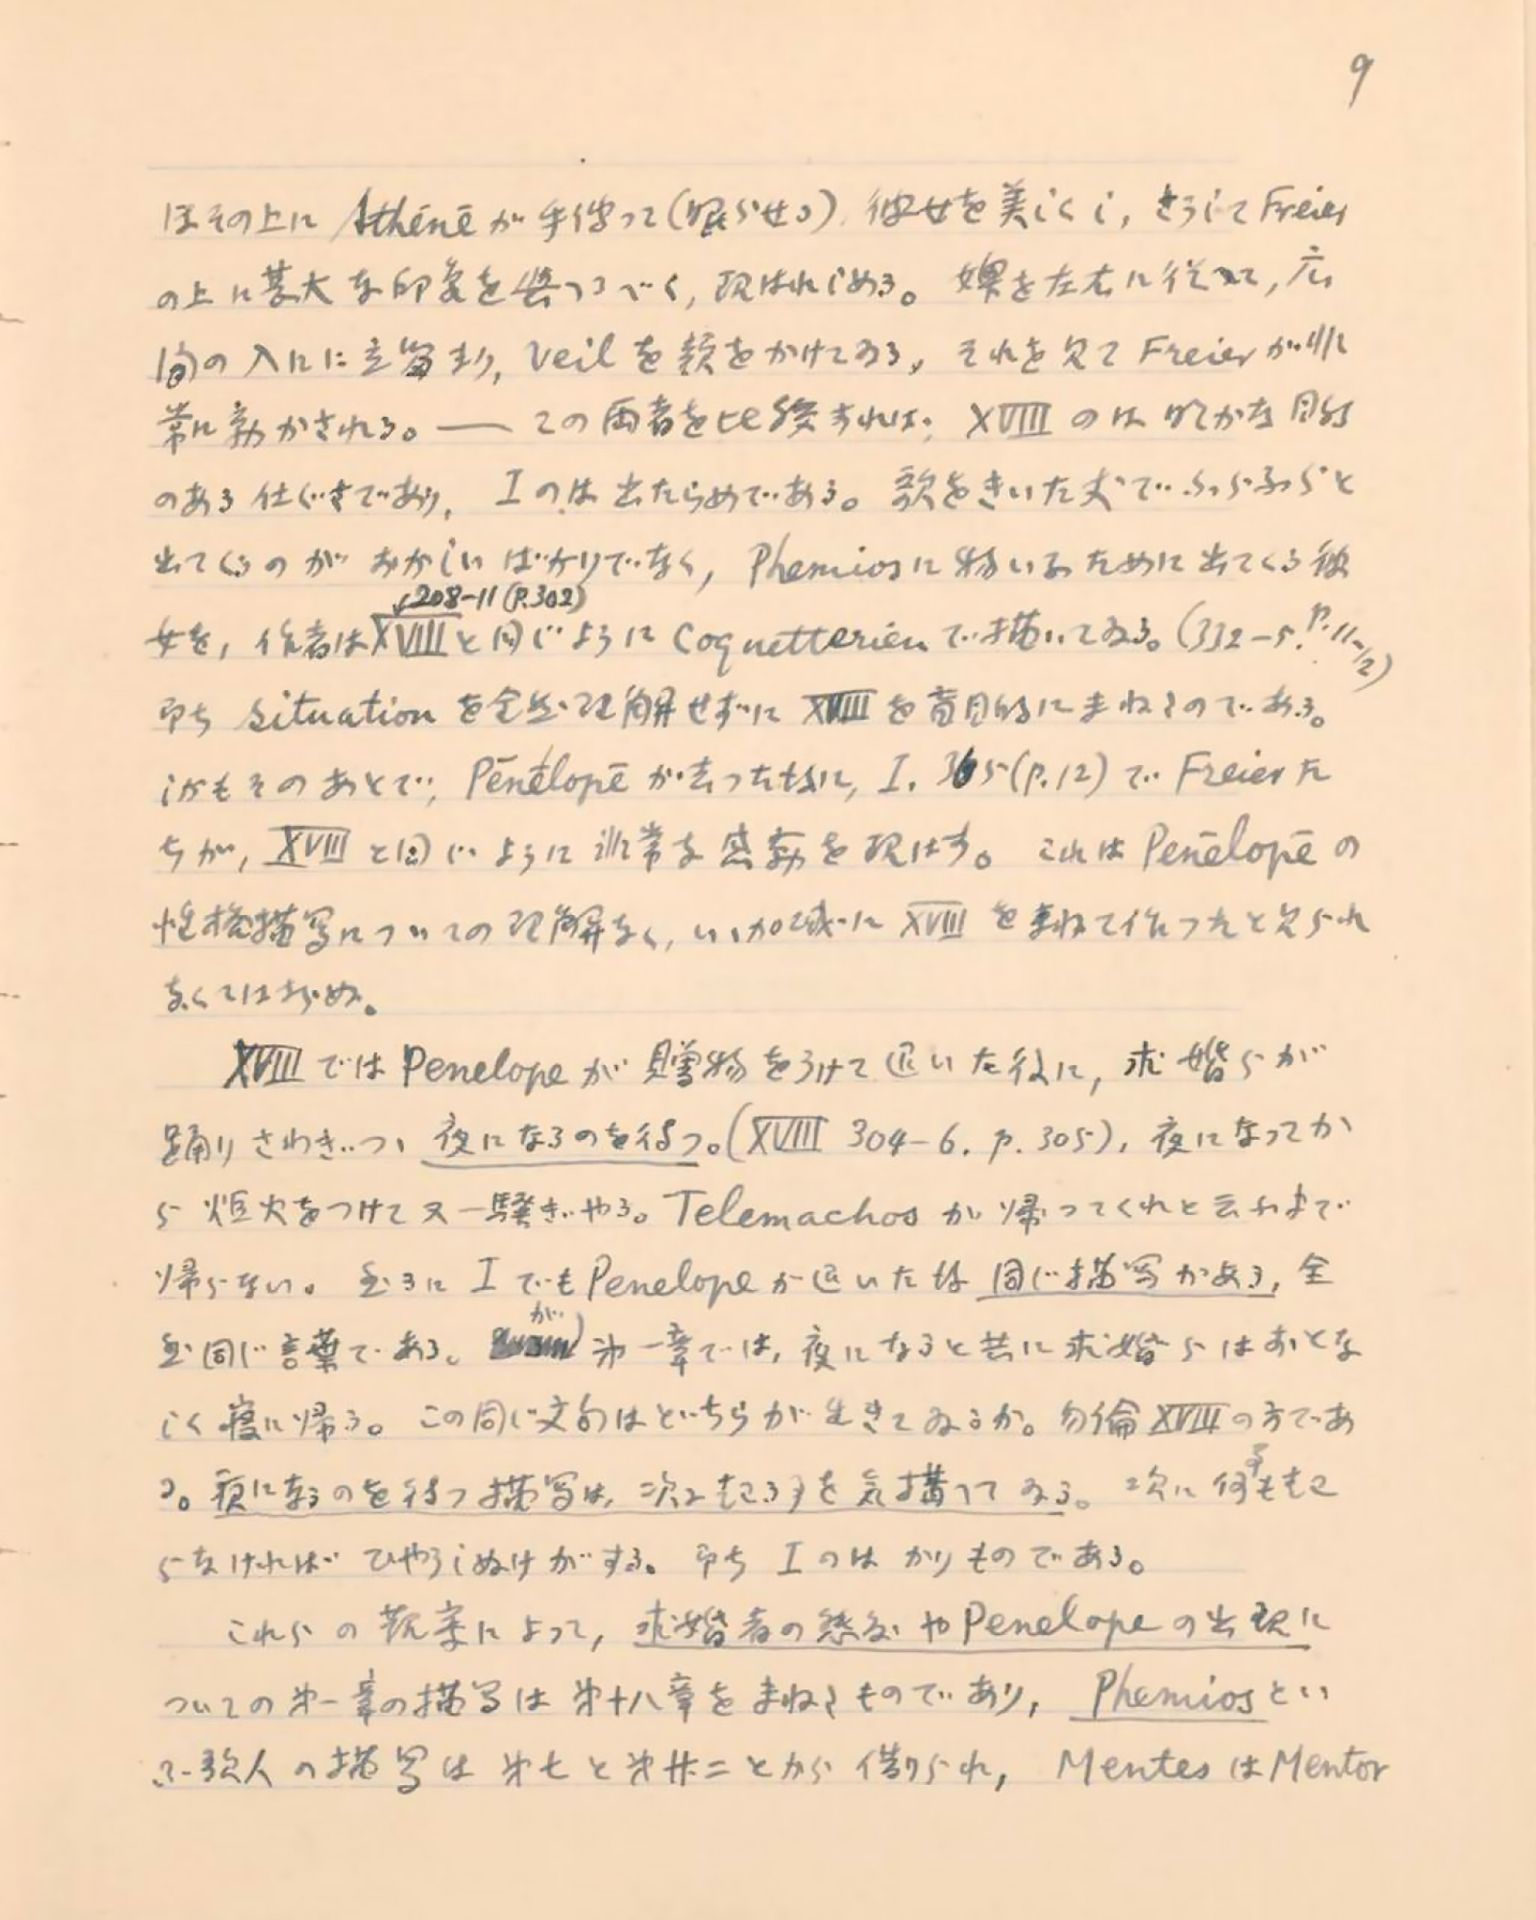 9
ほその上に Athēnē が手伝って(眠らせる). 彼女を美しくし, さうして Freier
の上に甚大な印象を与へるべく, 現はれしめる。 婢を左右に従へて, 広
間の入口に立留まり, Veil を頬をかけてゐる, それを見て Freier が非
常に動かされる。—— この両者を比較すれば, XVIII のは明かな目的
のある仕ぐさであり, I のは出たらめである。 歌をきいた丈でふらふらと
出てくるのがおかしいばかりでなく, Phemios に物いふために出てくる彼
↙208-11 (P.302)
女を, 作者は XVIII と同じように Coquetterien で描いてゐる。(332-5. P. 11-12)
即ち situation を全然理解せずに XVIII を盲目的にまねたのである。
しかもそのあとで, Pēnelopē が去った後に, I. 365 (P.12) で Freier た
ちが, XVIII と同じように非常な感動を現はす。 これは Penēlopē の
性格描写についての理解なく, いゝ加減に XVIII を真ねて作ったと見られ
なくてはならぬ。
XVIII では Penelope が贈物をうけて退いた後に, 求婚らが
踊りさわぎつゝ 夜になるのを待つ。(XVIII 304-6. P. 305), 夜になってか
ら炬火をつけて又一騒ぎやる。Telemachos が帰ってくれと云ふまで
帰らない。 然るに I でも Penelope が退いた後 同じ描写がある, 全
然同じ言葉である。 が 第一章では, 夜になると共に求婚らはおとな
しく寝に帰る。 この同じ文句はどちらが生きてゐるか。勿論 XVIII の方であ
る。夜になるのを待つ描写は, 次に起る事を気構へてゐる。 次に何事も起こ
らなければ ひやうしぬけがする。 即ち I のは かりものである。
これらの観察によって, 求婚者の態度や Penelope の出現に
ついての第一章の描写は第十八章をまねたものであり, Phemios とい
ふ歌人の描写は第七と第廿二とから借りられ, Mentes は Mentor